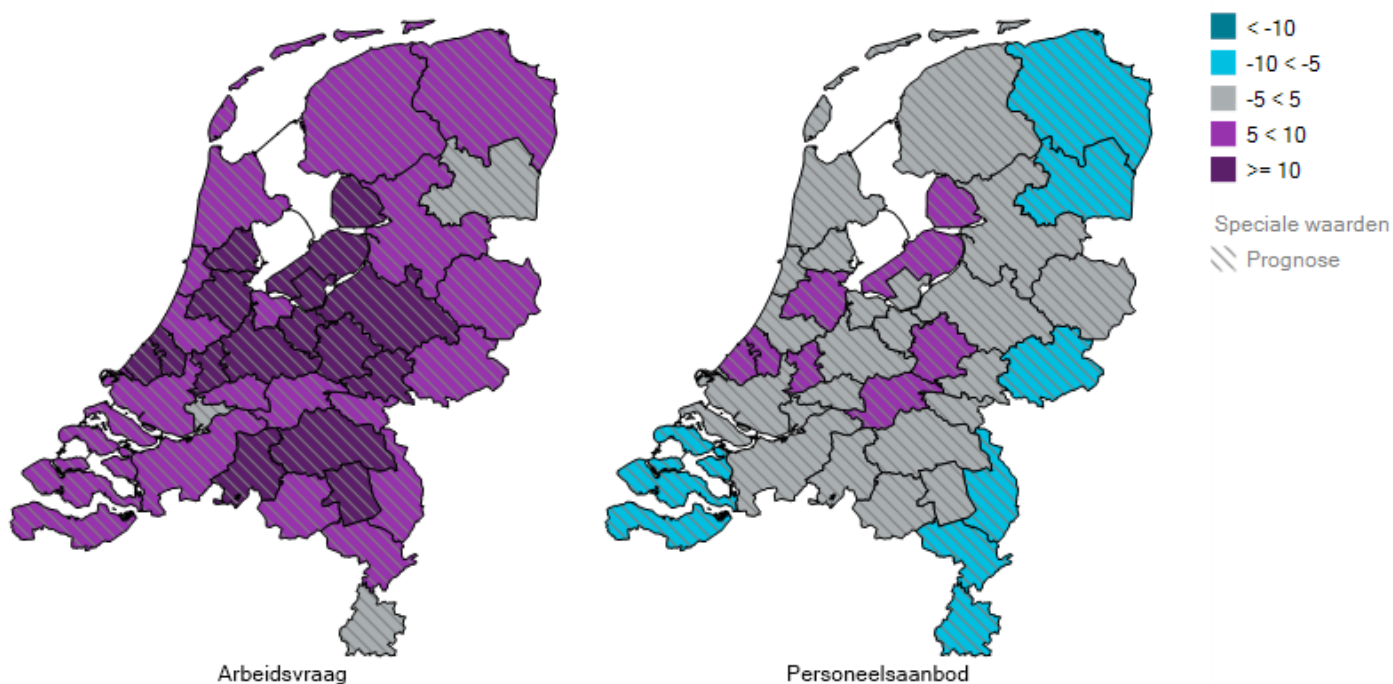 < -10
-10 < -5
-5 < 5
5 < 10
>= 10
Speciale waarden
Prognose
Arbeidsvraag
Personeelsaanbod